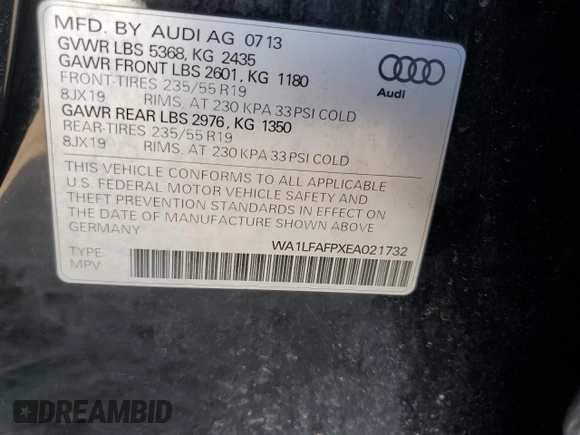 MFD. BY AUDI AG 07 13
GVWR LBS 5368, KG 2435
GAWR FRONT LBS 2601, KG 1180
FRONT-TIRES 235/55 R19
8JX19 RIMS, AT 230 KPA 33 PSI COLD
GAWR REAR LBS 2976, KG 1350
REAR-TIRES 235/55 R19
8JX19 RIMS, AT 230 KPA 33 PSI COLD
Audi
THIS VEHICLE CONFORMS TO ALL APPLICABLE
U.S. FEDERAL MOTOR VEHICLE SAFETY AND
THEFT PREVENTION STANDARDS IN EFFECT ON
THE DATE OF MANUFACTURE SHOWN ABOVE
GERMANY
WA1LFAFPXEA021732
TYPE:
MPV
DREAMBID